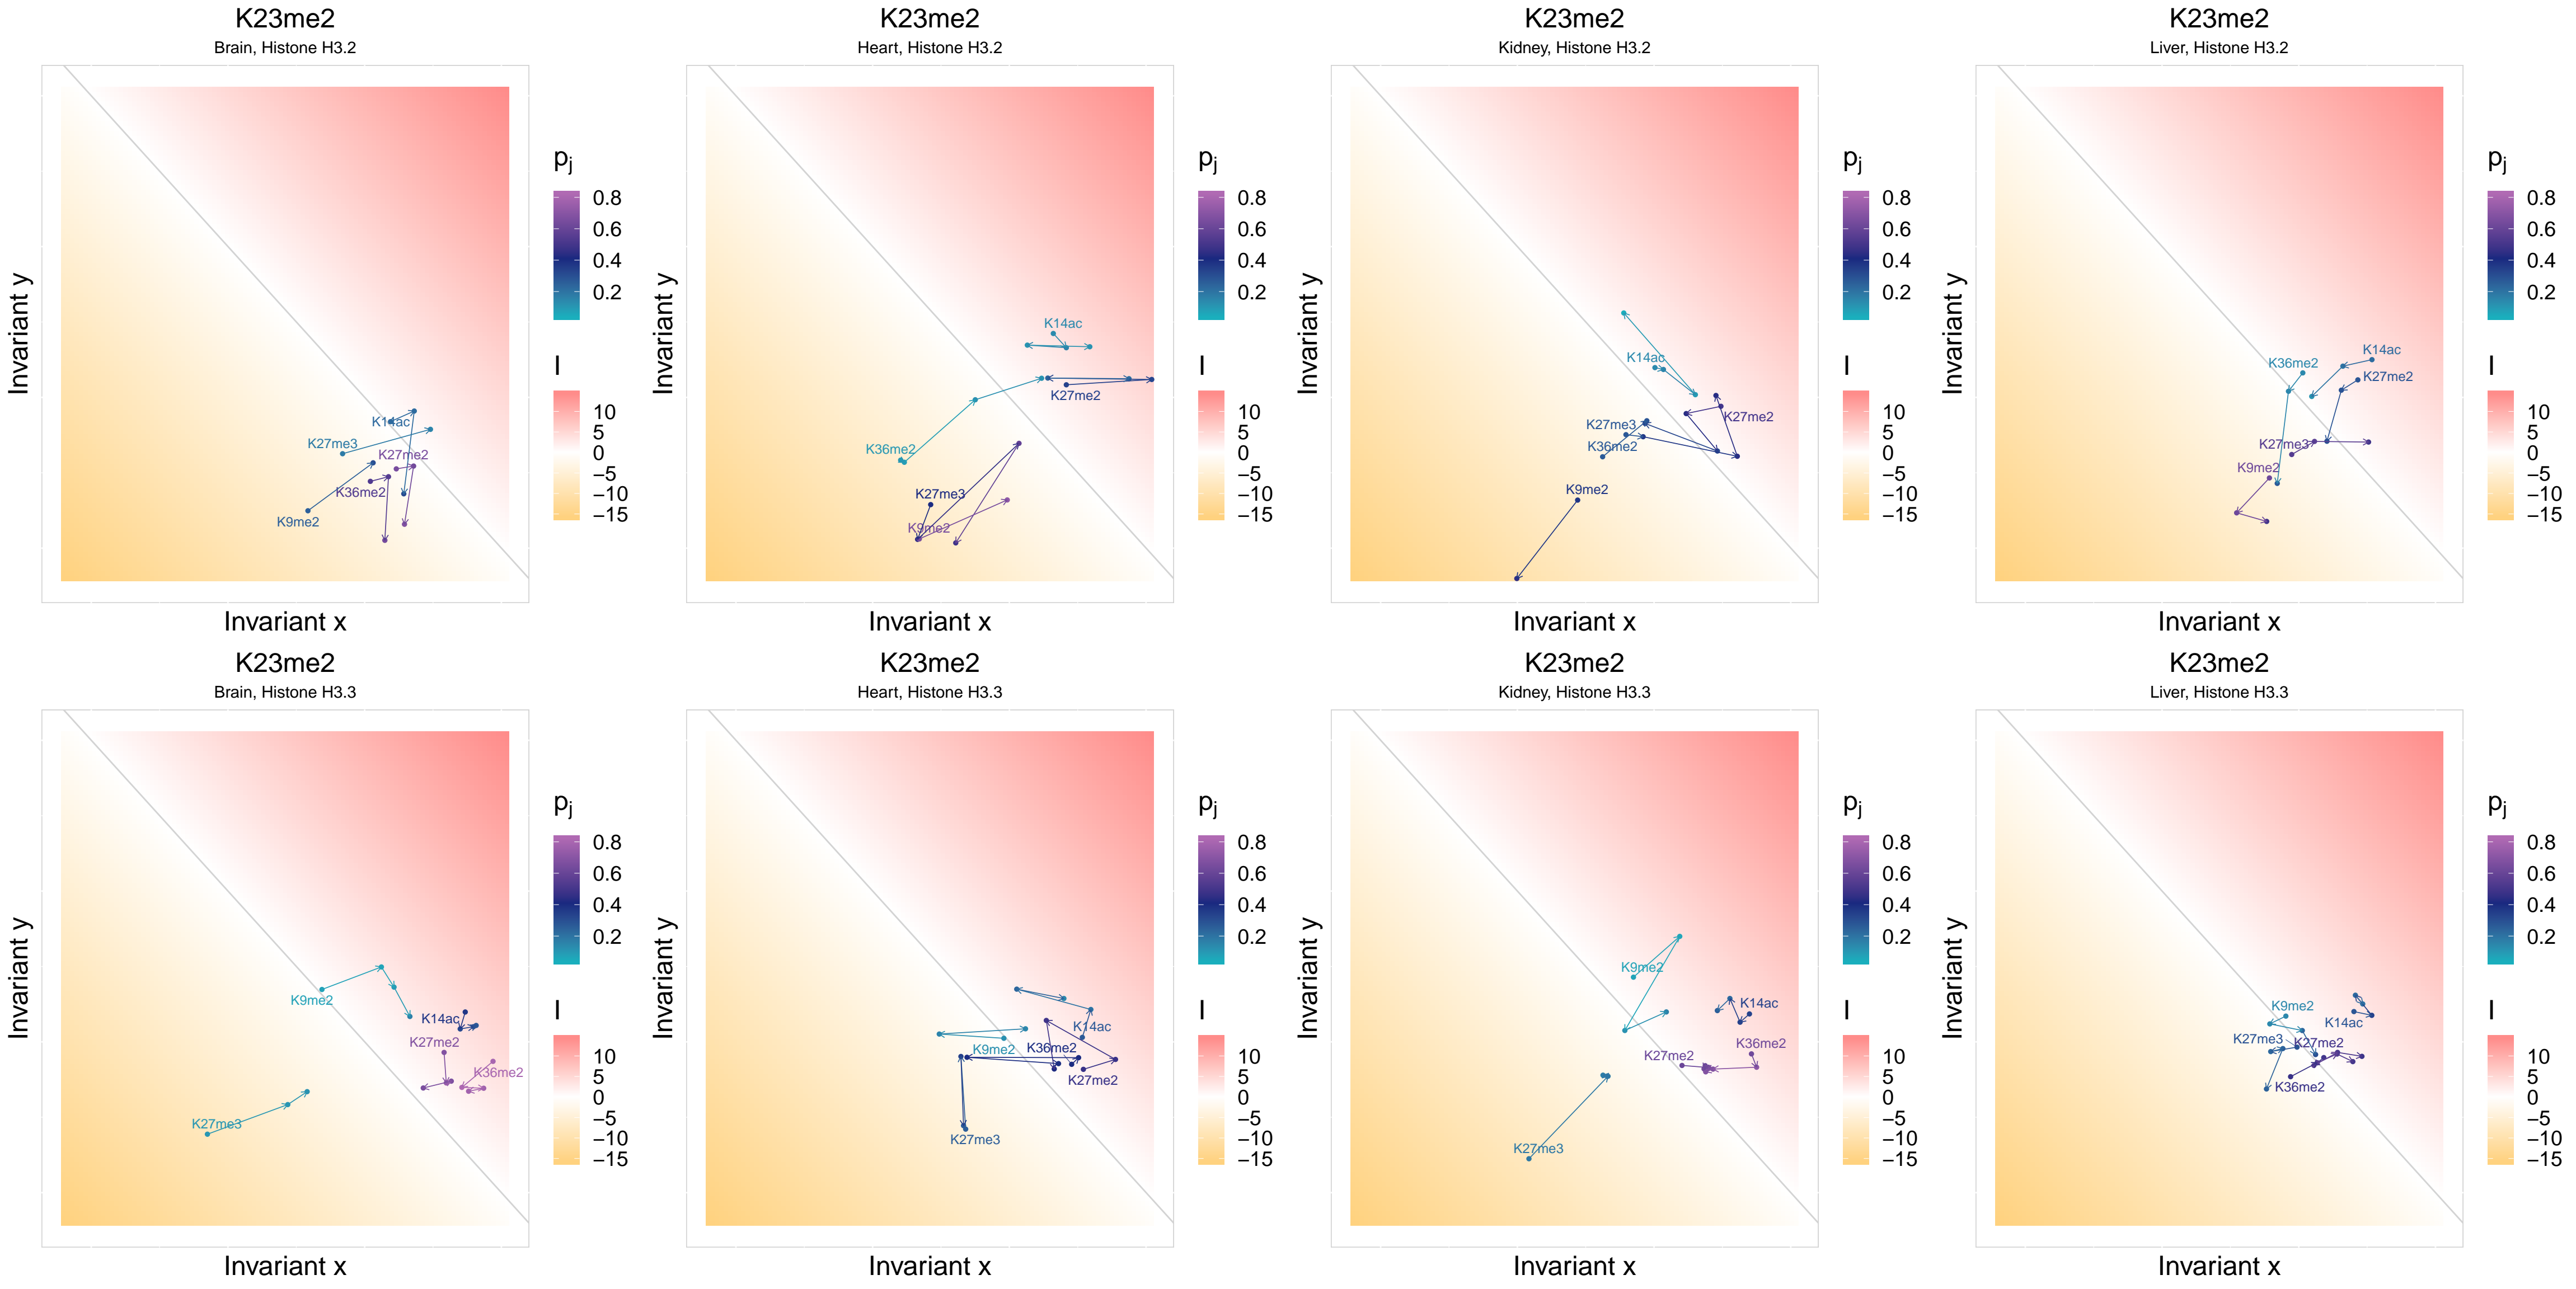 K23me2
Brain, Histone H3.2
Invariant y
K14ac
K27me3
K27me2
K36me2
K9me2
Invariant x
pj
0.8
0.6
0.4
0.2
I
10
5
0
−5
−10
−15
K23me2
Heart, Histone H3.2
Invariant y
K14ac
K27me2
K36me2
K27me3
K9me2
Invariant x
pj
0.8
0.6
0.4
0.2
I
10
5
0
−5
−10
−15
K23me2
Kidney, Histone H3.2
Invariant y
K14ac
K27me2
K27me3
K36me2
K9me2
Invariant x
pj
0.8
0.6
0.4
0.2
I
10
5
0
−5
−10
−15
K23me2
Liver, Histone H3.2
Invariant y
K14ac
K36me2
K27me2
K27me3
K9me2
Invariant x
pj
0.8
0.6
0.4
0.2
I
10
5
0
−5
−10
−15
K23me2
Brain, Histone H3.3
Invariant y
K9me2
K14ac
K27me2
K36me2
K27me3
Invariant x
pj
0.8
0.6
0.4
0.2
I
10
5
0
−5
−10
−15
K23me2
Heart, Histone H3.3
Invariant y
K14ac
K9me2
K36me2
K27me2
K27me3
Invariant x
pj
0.8
0.6
0.4
0.2
I
10
5
0
−5
−10
−15
K23me2
Kidney, Histone H3.3
Invariant y
K9me2
K14ac
K36me2
K27me2
K27me3
Invariant x
pj
0.8
0.6
0.4
0.2
I
10
5
0
−5
−10
−15
K23me2
Liver, Histone H3.3
Invariant y
K9me2
K14ac
K27me3
K27me2
K36me2
Invariant x
pj
0.8
0.6
0.4
0.2
I
10
5
0
−5
−10
−15